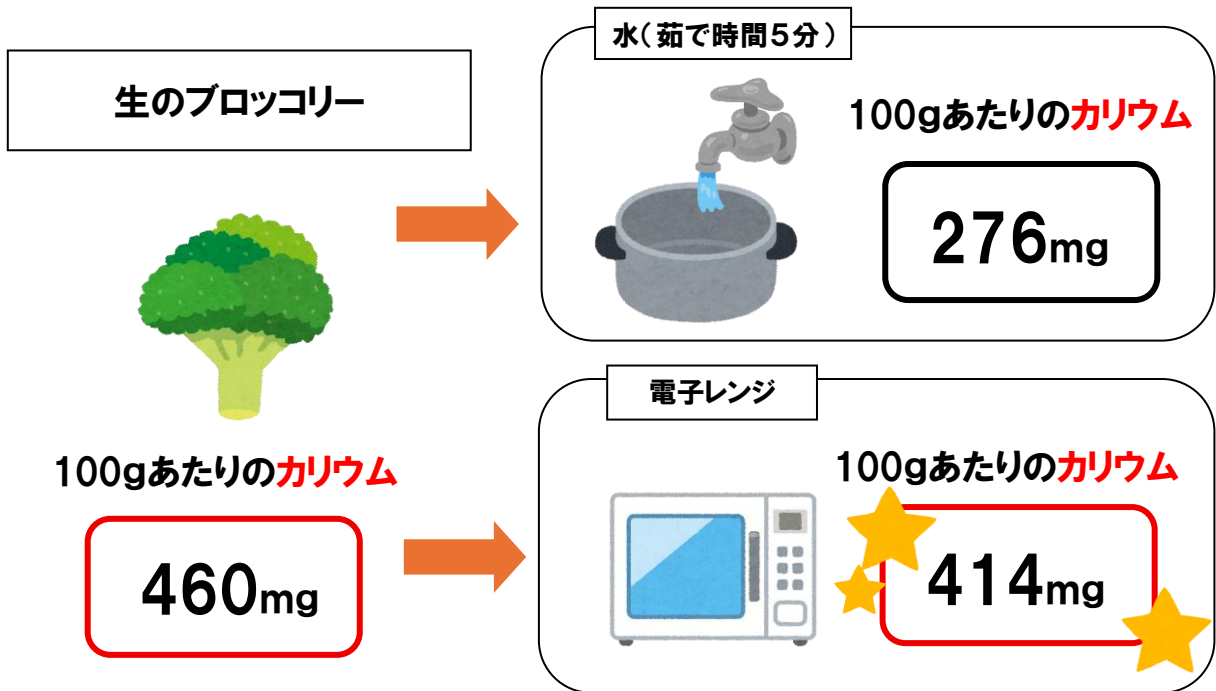 生のブロッコリー
100gあたりのカリウム
460mg
水(茹で時間5分)
100gあたりのカリウム
276mg
電子レンジ
100gあたりのカリウム
414mg